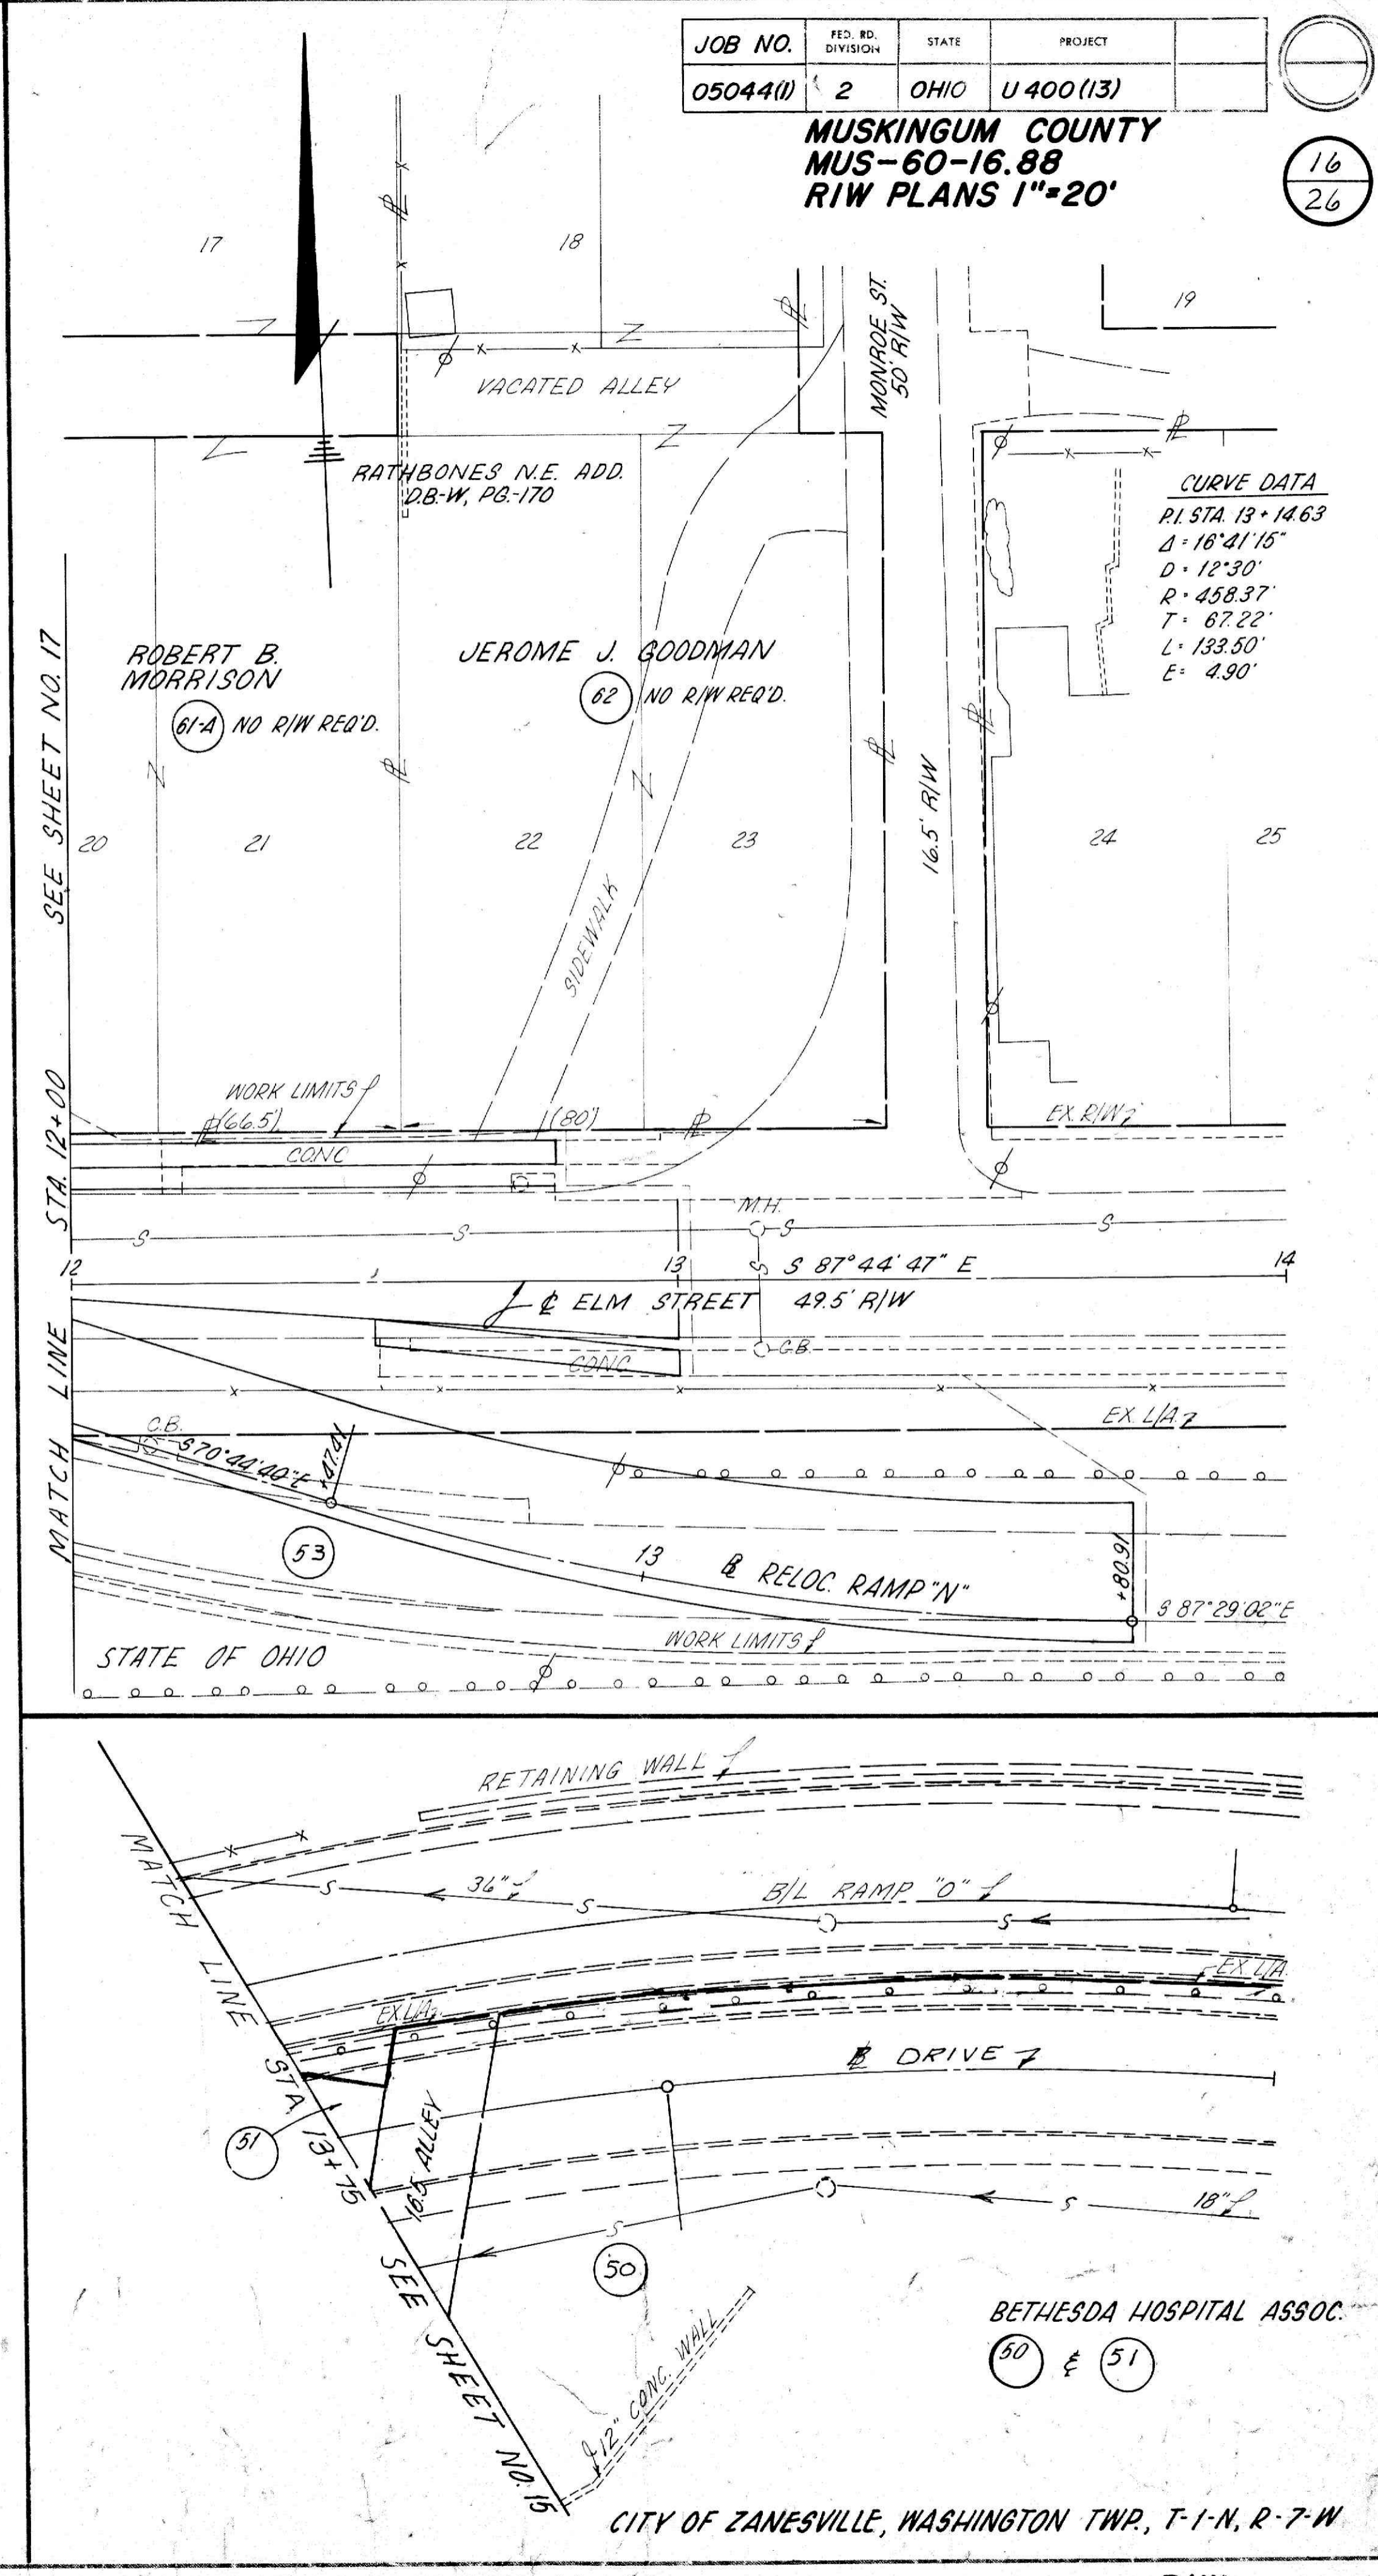 JOB NO. FED. RD. DIVISION STATE PROJECT
05044(1) 2 OHIO U 400(13)
MUSKINGUM COUNTY
MUS-60-16.88
R/W PLANS 1"=20'
16
26
17
18
19
MONROE ST.
50' R/W
VACATED ALLEY
RATHBONES N.E. ADD.
D.B-W, PG.-170
CURVE DATA
P.I. STA. 13+14.63
Δ = 16°41'15"
D = 12°30'
R = 458.37'
T = 67.22'
L = 133.50'
E = 4.90'
SEE SHEET NO. 17
ROBERT B.
MORRISON
61-A NO R/W REQ'D.
JEROME J. GOODMAN
62 NO R/W REQ'D.
16.5' R/W
20
21
22
23
24
25
SIDEWALK
STA. 12+00
WORK LIMITS
(66.5')
(80')
EX. R/W
CONC
M.H.
S
S
S
S
S
12
13
14
S 87°44'47" E
℄ ELM STREET 49.5' R/W
C.B.
CONC
MATCH LINE
EX. L/A
C.B.
S70°44'40"E
+47.41
53
13
℄ RELOC. RAMP "N"
+80.91
S 87°29'02"E
WORK LIMITS
STATE OF OHIO
RETAINING WALL
MATCH LINE STA 13+75 SEE SHEET NO. 15
S
36"
S
B/L RAMP "O"
S
EX. L/A
EX. L/A
℄ DRIVE
51
16.5 ALLEY
S
S
18"
50
BETHESDA HOSPITAL ASSOC.
50 & 51
12" CONC. WALL
CITY OF ZANESVILLE, WASHINGTON TWP., T-1-N, R-7-W